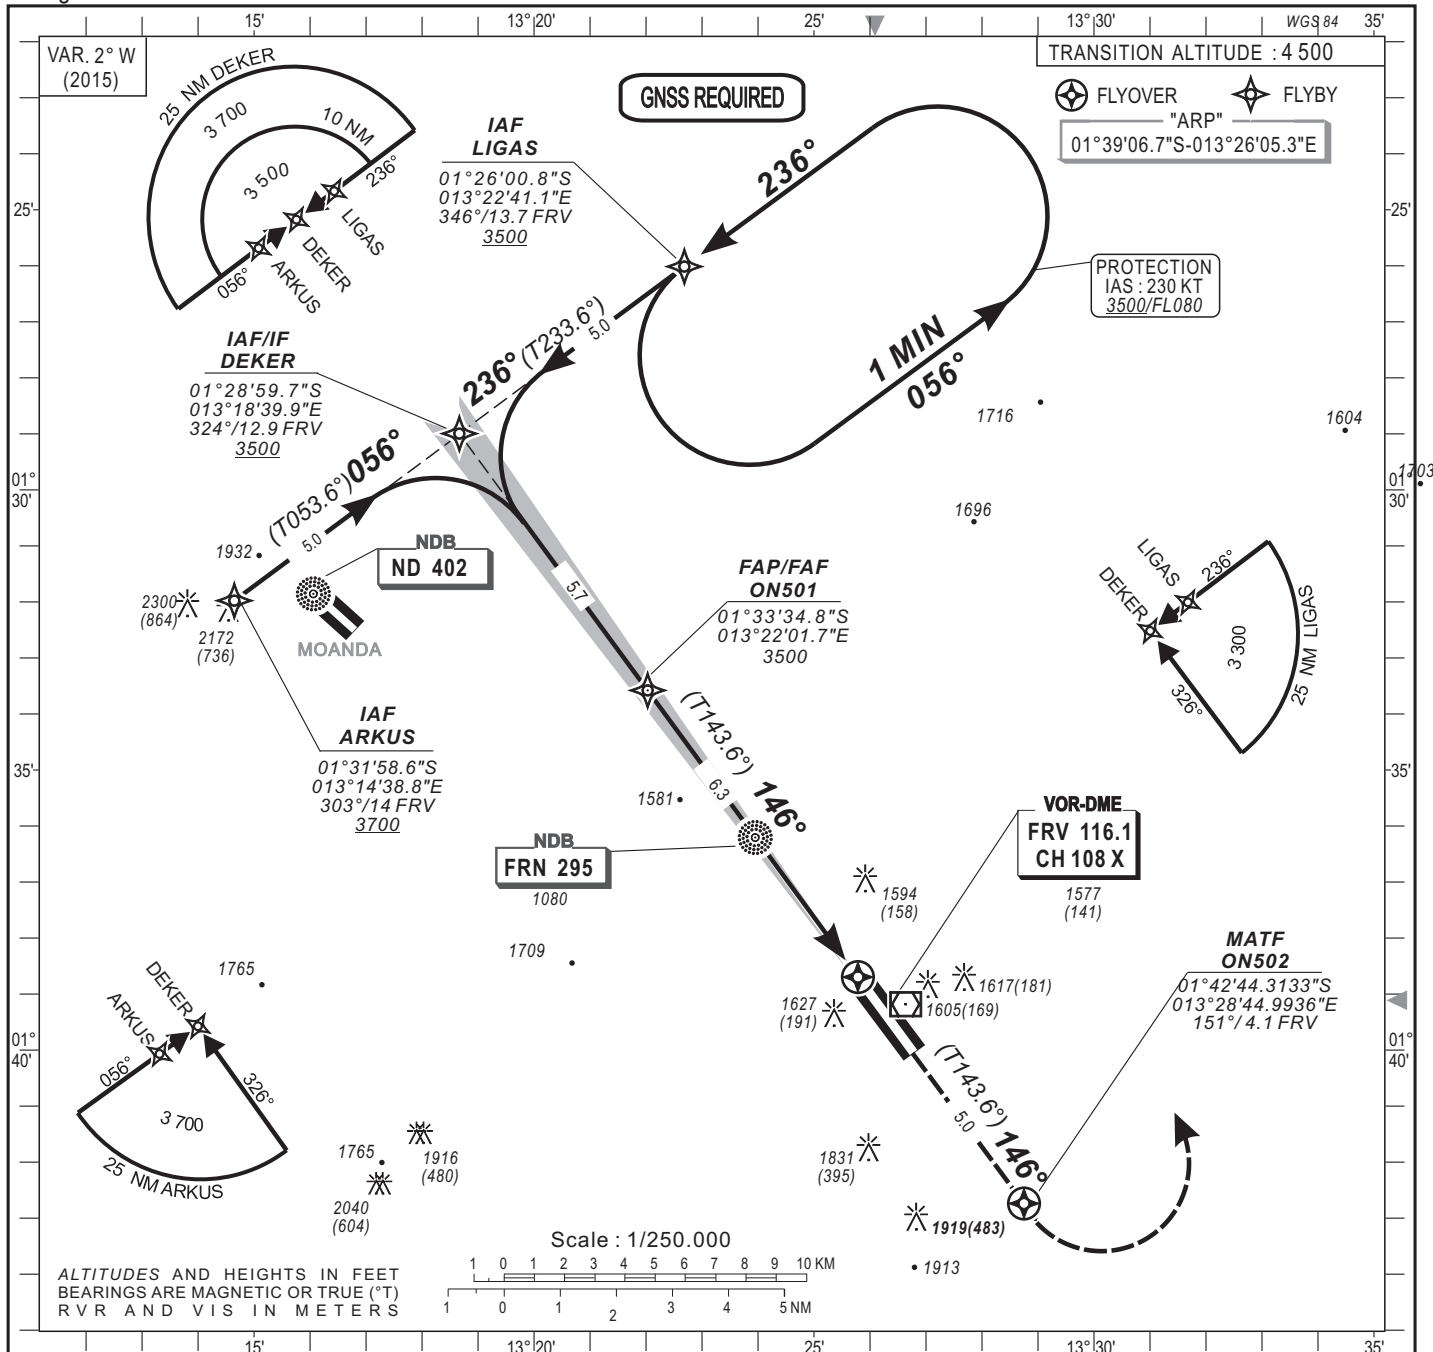 15'
13°20'
25'
13°30'
WGS 84
35'
VAR. 2° W
(2015)
TRANSITION ALTITUDE : 4 500
FLYOVER
FLYBY
"ARP"
01°39'06.7"S-013°26'05.3"E
GNSS REQUIRED
25 NM DEKER
3 700
10 NM
3 500
236°
LIGAS
DEKER
ARKUS
056°
IAF
LIGAS
01°26'00.8"S
013°22'41.1"E
346°/13.7 FRV
3500
236°
25'
25'
PROTECTION
IAS : 230 KT
3500/FL080
1 MIN
056°
IAF/IF
DEKER
01°28'59.7"S
013°18'39.9"E
324°/12.9 FRV
3500
236° (T233.6°)
5.0
1716
1604
1703
01°
30'
01°
30'
(T053.6°) 056°
5.0
1696
1932
NDB
ND 402
MOANDA
2300
(864)
2172
(736)
5.7
FAP/FAF
ON501
01°33'34.8"S
013°22'01.7"E
3500
LIGAS
DEKER
236°
3 300
25 NM LIGAS
326°
IAF
ARKUS
01°31'58.6"S
013°14'38.8"E
303°/14 FRV
3700
35'
35'
(T143.6°) 146°
6.3
1581
NDB
FRN 295
1080
VOR-DME
FRV 116.1
CH 108 X
1577
(141)
1594
(158)
1709
1765
MATF
ON502
01°42'44.3133"S
013°28'44.9936"E
151°/ 4.1 FRV
1617(181)
1605(169)
1627
(191)
DEKER
ARKUS
056°
326°
3 700
25 NM ARKUS
01°
40'
01°
40'
(T143.6°) 146°
5.0
1765
1916
(480)
2040
(604)
1831
(395)
1919(483)
1913
Scale : 1/250.000
1 0 1 2 3 4 5 6 7 8 9 10 KM
1 0 1 2 3 4 5 NM
ALTITUDES AND HEIGHTS IN FEET
BEARINGS ARE MAGNETIC OR TRUE (°T)
RVR AND VIS IN METERS
15'
13°20'
25'
13°30'
35'